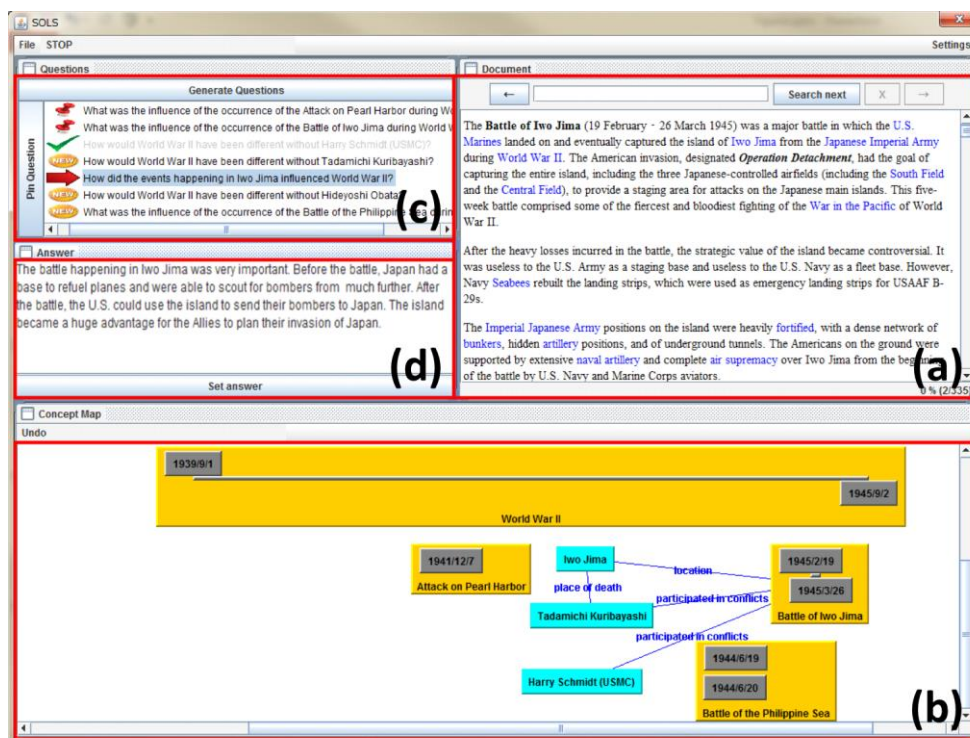 SOLS
File STOP
Settings
Questions
Generate Questions
Pin Question
What was the influence of the occurrence of the Attack on Pearl Harbor during Wo
What was the influence of the occurrence of the Battle of Iwo Jima during World W
How would World War II have been different without Harry Schmidt (USMC)?
NEW How would World War II have been different without Tadamichi Kuribayashi?
How did the events happening in Iwo Jima influenced World War II?
NEW How would World War II have been different without Hideyoshi Obata
NEW What was the influence of the occurrence of the Battle of the Philippine Sea durin
(c)
Answer
The battle happening in Iwo Jima was very important. Before the battle, Japan had a
base to refuel planes and were able to scout for bombers from much further. After
the battle, the U.S. could use the island to send their bombers to Japan. The island
became a huge advantage for the Allies to plan their invasion of Japan.
(d)
Set answer
Document
← Search next X →
The Battle of Iwo Jima (19 February - 26 March 1945) was a major battle in which the U.S.
Marines landed on and eventually captured the island of Iwo Jima from the Japanese Imperial Army
during World War II. The American invasion, designated Operation Detachment, had the goal of
capturing the entire island, including the three Japanese-controlled airfields (including the South Field
and the Central Field), to provide a staging area for attacks on the Japanese main islands. This five-
week battle comprised some of the fiercest and bloodiest fighting of the War in the Pacific of World
War II.
After the heavy losses incurred in the battle, the strategic value of the island became controversial. It
was useless to the U.S. Army as a staging base and useless to the U.S. Navy as a fleet base. However,
Navy Seabees rebuilt the landing strips, which were used as emergency landing strips for USAAF B-
29s.
The Imperial Japanese Army positions on the island were heavily fortified, with a dense network of
bunkers, hidden artillery positions, and of underground tunnels. The Americans on the ground were
supported by extensive naval artillery and complete air supremacy over Iwo Jima from the beginning
of the battle by U.S. Navy and Marine Corps aviators.
(a)
0 % (2/335)
Concept Map
Undo
1939/9/1
1945/9/2
World War II
1941/12/7
Attack on Pearl Harbor
Iwo Jima
location
place of death
1945/2/19
1945/3/26
Battle of Iwo Jima
participated in conflicts
Tadamichi Kuribayashi
participated in conflicts
Harry Schmidt (USMC)
1944/6/19
1944/6/20
Battle of the Philippine Sea
(b)